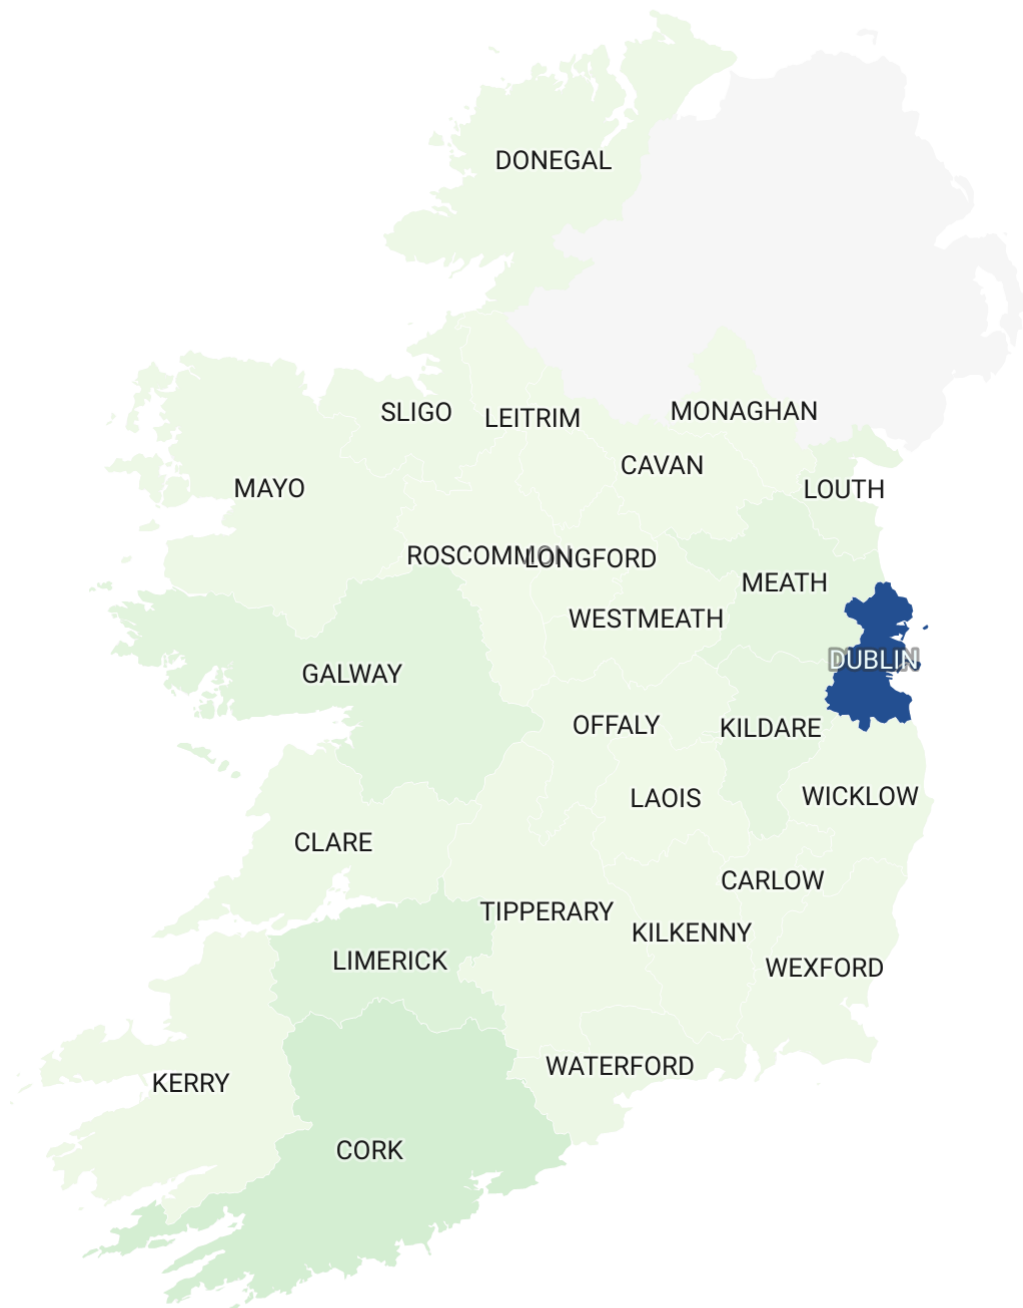 DONEGAL
SLIGO
LEITRIM
MONAGHAN
CAVAN
MAYO
LOUTH
ROSCOMMON
LONGFORD
MEATH
WESTMEATH
DUBLIN
GALWAY
OFFALY
KILDARE
LAOIS
WICKLOW
CLARE
CARLOW
TIPPERARY
KILKENNY
LIMERICK
WEXFORD
WATERFORD
KERRY
CORK